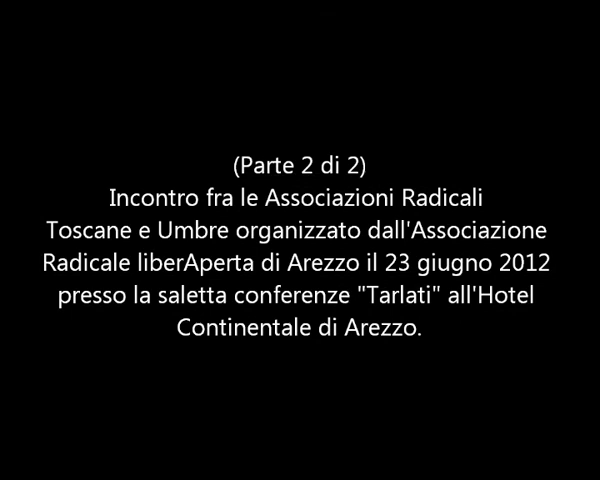 (Parte 2 di 2)
Incontro fra le Associazioni Radicali
Toscane e Umbre organizzato dall'Associazione
Radicale liberAperta di Arezzo il 23 giugno 2012
presso la saletta conferenze "Tarlati" all'Hotel
Continentale di Arezzo.